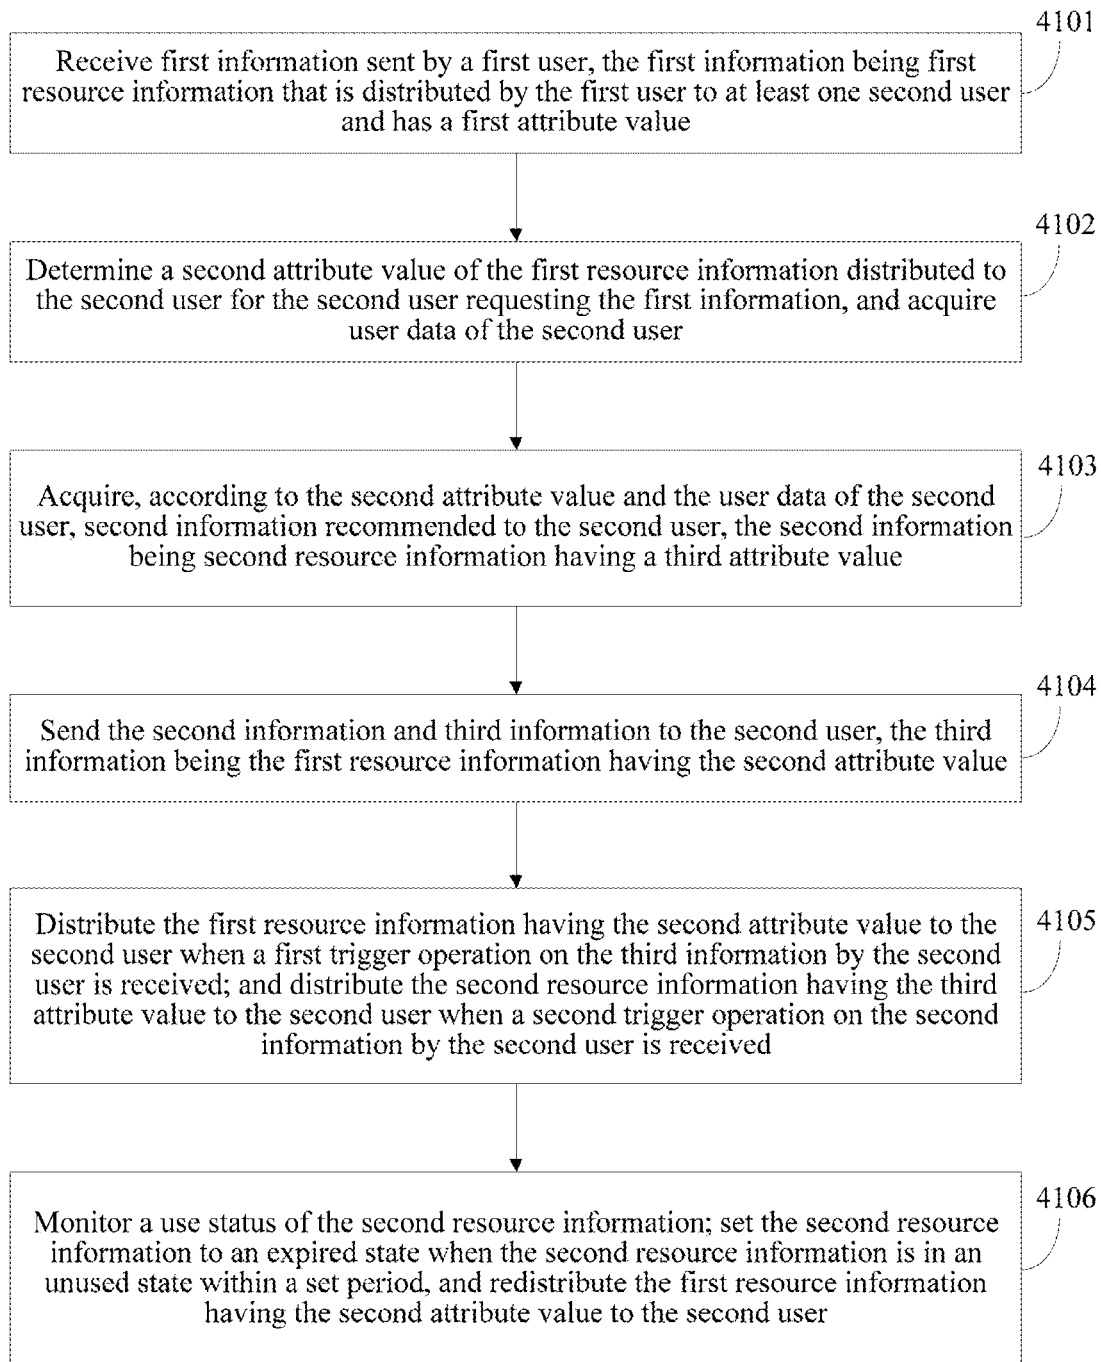 4101
Receive first information sent by a first user, the first information being first
resource information that is distributed by the first user to at least one second user
and has a first attribute value
4102
Determine a second attribute value of the first resource information distributed to
the second user for the second user requesting the first information, and acquire
user data of the second user
4103
Acquire, according to the second attribute value and the user data of the second
user, second information recommended to the second user, the second information
being second resource information having a third attribute value
4104
Send the second information and third information to the second user, the third
information being the first resource information having the second attribute value
4105
Distribute the first resource information having the second attribute value to the
second user when a first trigger operation on the third information by the second
user is received; and distribute the second resource information having the third
attribute value to the second user when a second trigger operation on the second
information by the second user is received
4106
Monitor a use status of the second resource information; set the second resource
information to an expired state when the second resource information is in an
unused state within a set period, and redistribute the first resource information
having the second attribute value to the second user